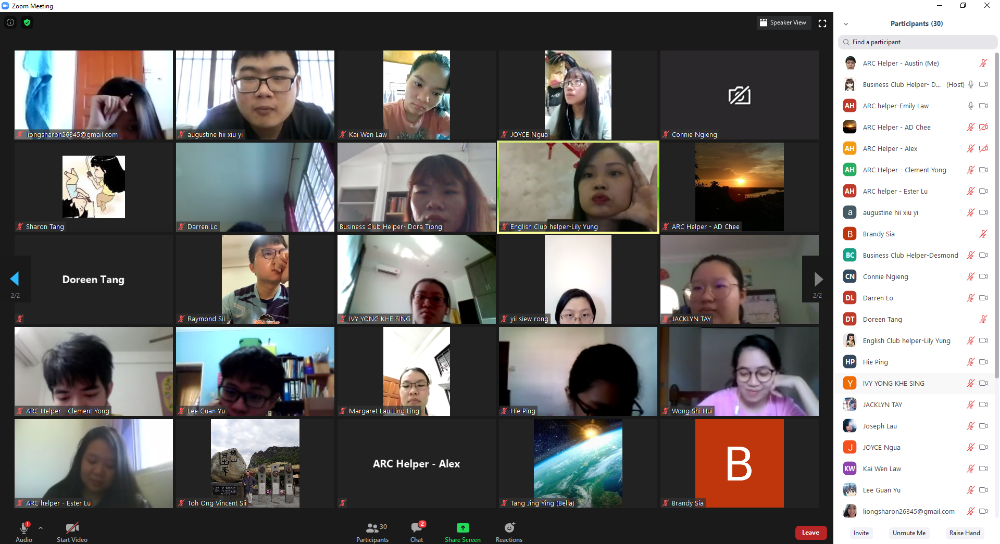 Zoom Meeting
Speaker View
liongsharon26345@gmail.com
augustine hii xiu yi
Kai Wen Law
JOYCE Ngua
Connie Ngieng
Sharon Tang
Darren Lo
Business Club Helper- Dora Tiong
English Club helper-Lily Yung
ARC Helper - AD Chee
Doreen Tang
Raymond Sii
IVY YONG KHE SING
yii siew rong
JACKLYN TAY
2/2
2/2
ARC Helper - Clement Yong
Lee Guan Yu
Margaret Lau Ling Ling
Hie Ping
Wong Shi Hui
ARC helper - Ester Lu
城山
日出峯
Toh Ong Vincent Sii
ARC Helper - Alex
Tang Jing Ying (Bella)
B
Brandy Sia
Audio
Start Video
30
Participants
2
Chat
Share Screen
Reactions
Leave
Participants (30)
Find a participant
ARC Helper - Austin (Me)
Business Club Helper- D... (Host)
AH ARC helper-Emily Law
ARC Helper - AD Chee
AH ARC Helper - Alex
AH ARC Helper - Clement Yong
AH ARC helper - Ester Lu
a augustine hii xiu yi
B Brandy Sia
BC Business Club Helper-Desmond
CN Connie Ngieng
DL Darren Lo
DT Doreen Tang
English Club helper-Lily Yung
HP Hie Ping
Y IVY YONG KHE SING
JACKLYN TAY
Joseph Lau
J JOYCE Ngua
KW Kai Wen Law
Lee Guan Yu
liongsharon26345@gmail.com
Invite
Unmute Me
Raise Hand